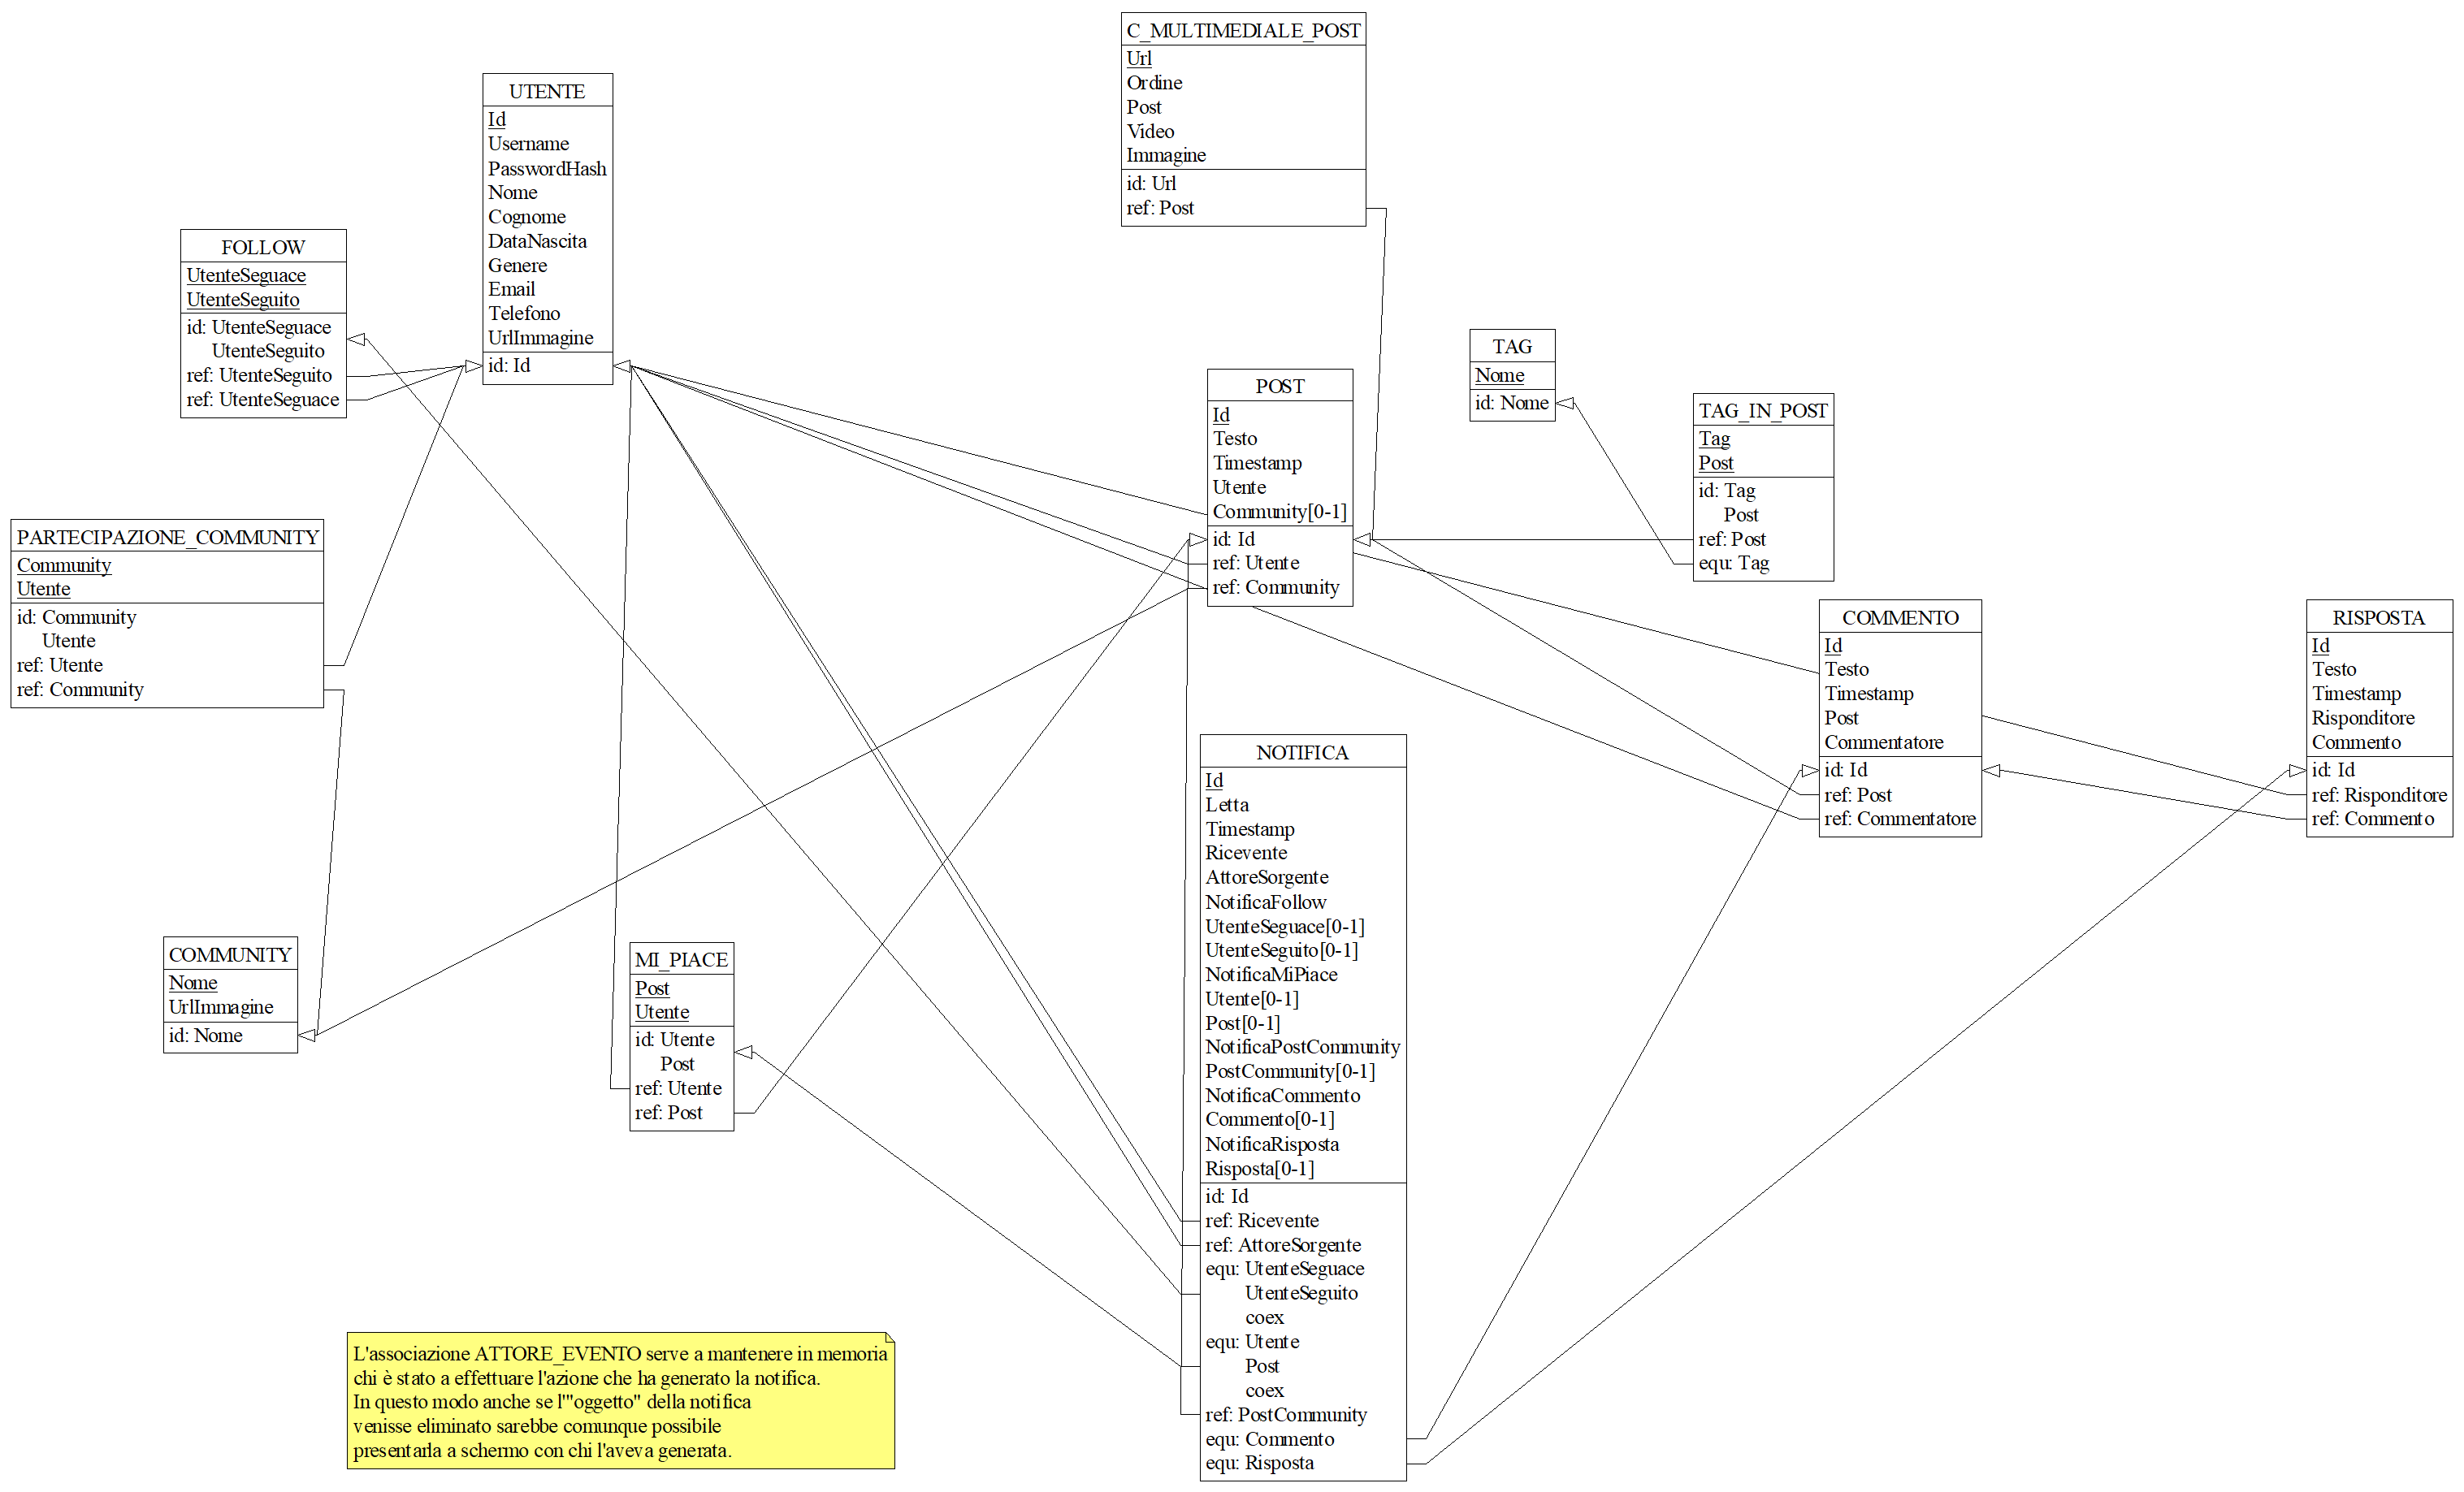 C_MULTIMEDIALE_POST
Url
Ordine
Post
Video
Immagine
id: Url
ref: Post
UTENTE
Id
Username
PasswordHash
Nome
Cognome
DataNascita
Genere
Email
Telefono
UrlImmagine
id: Id
FOLLOW
UtenteSeguace
UtenteSeguito
id: UtenteSeguace
UtenteSeguito
ref: UtenteSeguito
ref: UtenteSeguace
TAG
Nome
id: Nome
POST
Id
Testo
Timestamp
Utente
Community[0-1]
id: Id
ref: Utente
ref: Community
TAG_IN_POST
Tag
Post
id: Tag
Post
ref: Post
equ: Tag
PARTECIPAZIONE_COMMUNITY
Community
Utente
id: Community
Utente
ref: Utente
ref: Community
COMMENTO
Id
Testo
Timestamp
Post
Commentatore
id: Id
ref: Post
ref: Commentatore
RISPOSTA
Id
Testo
Timestamp
Risponditore
Commento
id: Id
ref: Risponditore
ref: Commento
NOTIFICA
Id
Letta
Timestamp
Ricevente
AttoreSorgente
NotificaFollow
UtenteSeguace[0-1]
UtenteSeguito[0-1]
NotificaMiPiace
Utente[0-1]
Post[0-1]
NotificaPostCommunity
PostCommunity[0-1]
NotificaCommento
Commento[0-1]
NotificaRisposta
Risposta[0-1]
id: Id
ref: Ricevente
ref: AttoreSorgente
equ: UtenteSeguace
UtenteSeguito
coex
equ: Utente
Post
coex
ref: PostCommunity
equ: Commento
equ: Risposta
COMMUNITY
Nome
UrlImmagine
id: Nome
MI_PIACE
Post
Utente
id: Utente
Post
ref: Utente
ref: Post
L'associazione ATTORE_EVENTO serve a mantenere in memoria
chi è stato a effettuare l'azione che ha generato la notifica.
In questo modo anche se l'"oggetto" della notifica
venisse eliminato sarebbe comunque possibile
presentarla a schermo con chi l'aveva generata.